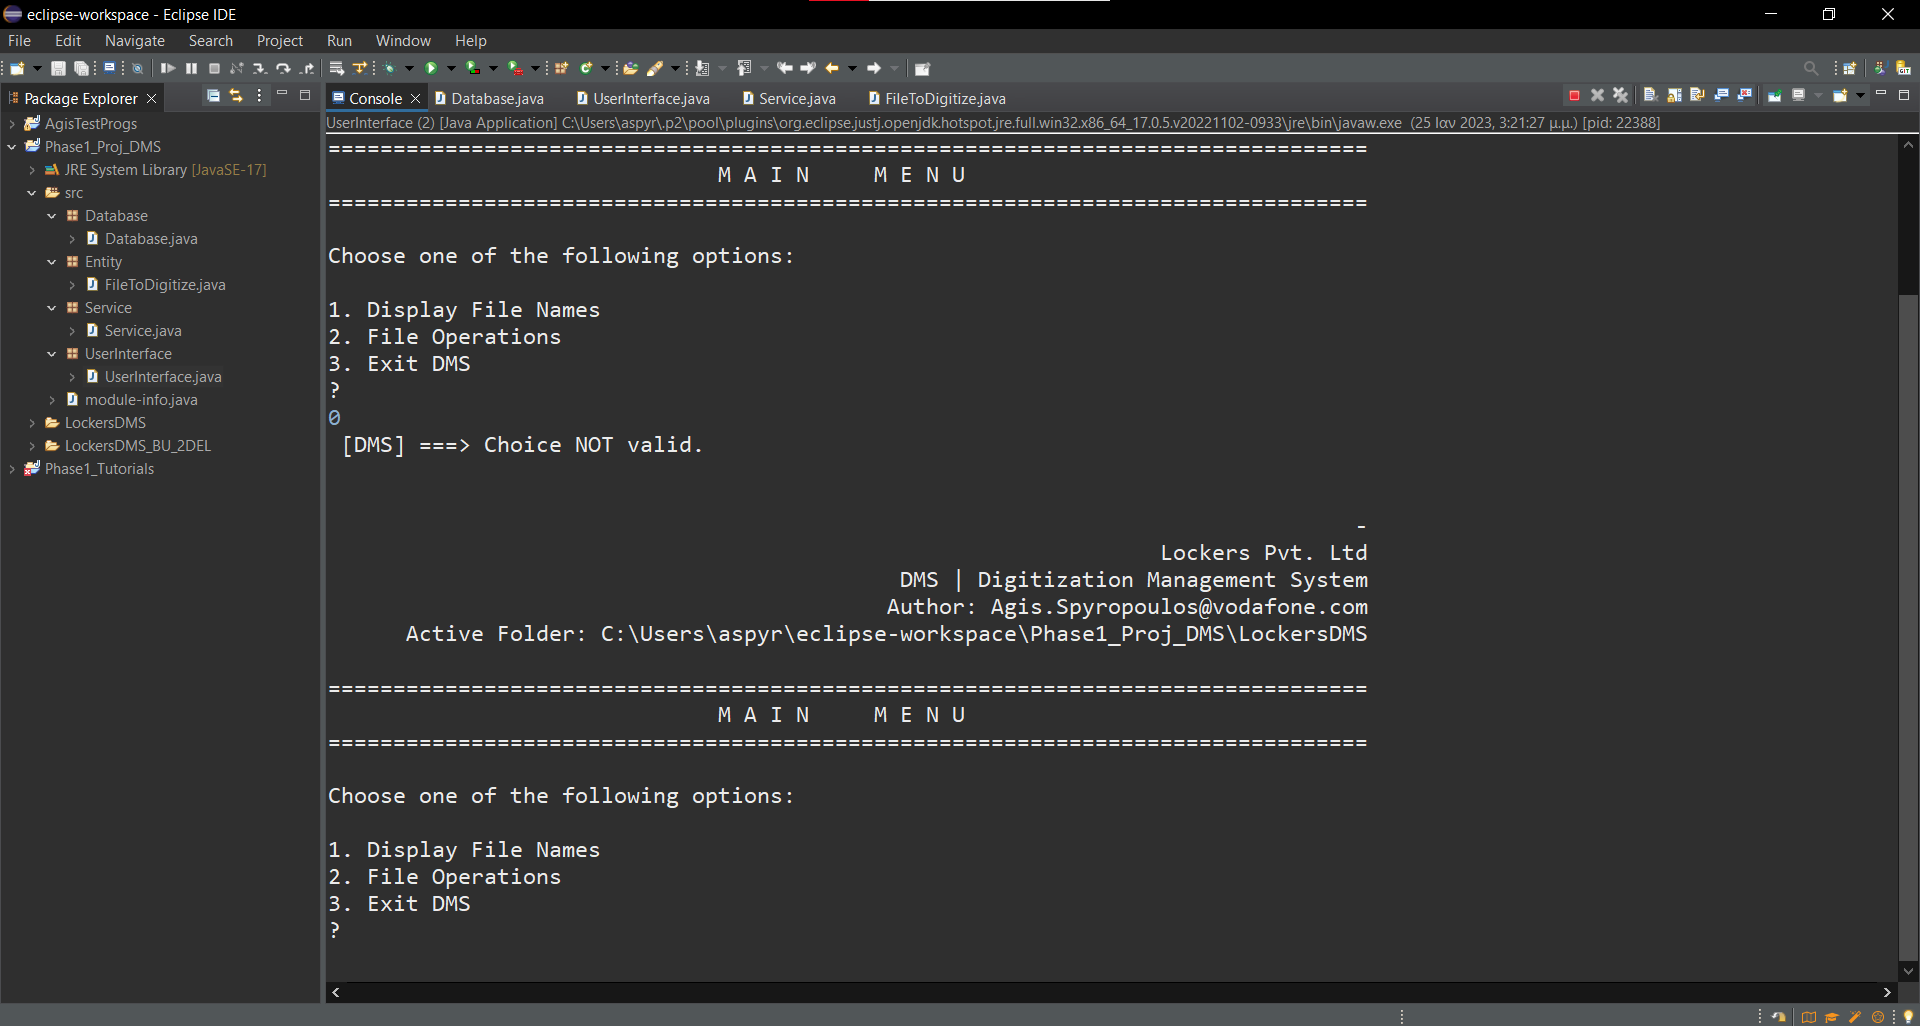 eclipse-workspace - Eclipse IDE
File Edit Navigate Search Project Run Window Help
Package Explorer
AgisTestProgs
Phase1_Proj_DMS
JRE System Library [JavaSE-17]
src
Database
Database.java
Entity
FileToDigitize.java
Service
Service.java
UserInterface
UserInterface.java
module-info.java
LockersDMS
LockersDMS_BU_2DEL
Phase1_Tutorials
Console Database.java UserInterface.java Service.java FileToDigitize.java
UserInterface (2) [Java Application] C:\Users\aspyr\.p2\pool\plugins\org.eclipse.justj.openjdk.hotspot.jre.full.win32.x86_64_17.0.5.v20221102-0933\jre\bin\javaw.exe (25 Ιαν 2023, 3:21:27 μ.μ.) [pid: 22388]
================================================================================
M A I N     M E N U
================================================================================
Choose one of the following options:
1. Display File Names
2. File Operations
3. Exit DMS
?
0
[DMS] ===> Choice NOT valid.
-
Lockers Pvt. Ltd
DMS | Digitization Management System
Author: Agis.Spyropoulos@vodafone.com
Active Folder: C:\Users\aspyr\eclipse-workspace\Phase1_Proj_DMS\LockersDMS
================================================================================
M A I N     M E N U
================================================================================
Choose one of the following options:
1. Display File Names
2. File Operations
3. Exit DMS
?